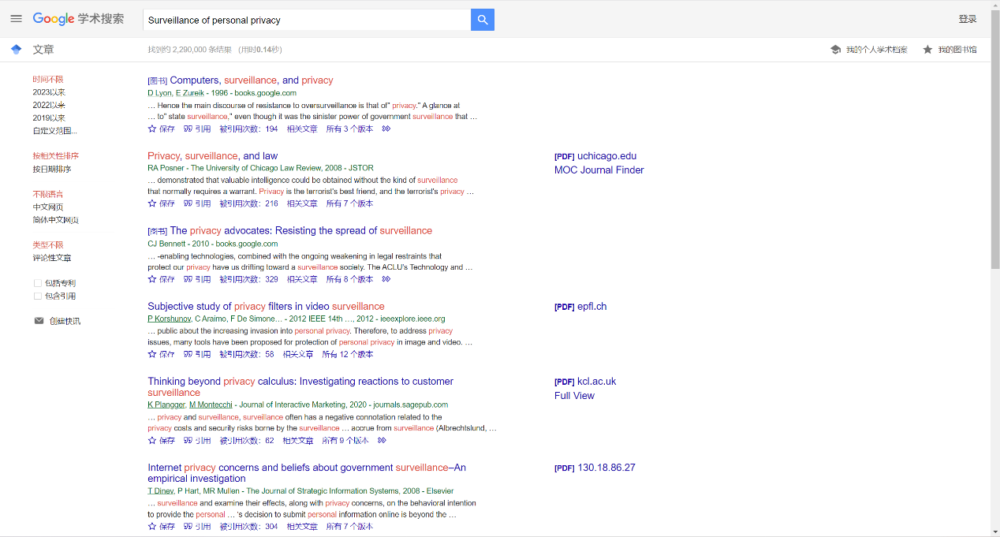 Google 学术搜索
Surveillance of personal privacy
登录
文章
找到约 2,290,000 条结果 （用时0.14秒）
我的个人学术档案
我的图书馆
时间不限
2023以来
2022以来
2019以来
自定义范围...
按相关性排序
按日期排序
不限语言
中文网页
简体中文网页
类型不限
评论性文章
包括专利
包含引用
创建快讯
[图书] Computers, surveillance, and privacy
D Lyon, E Zureik - 1996 - books.google.com
… Hence the main discourse of resistance to oversurveillance is that of" privacy." A glance at
… to" state surveillance," even though it was the sinister power of government surveillance that …
保存 引用 被引用次数：194 相关文章 所有 3 个版本
Privacy, surveillance, and law
RA Posner - The University of Chicago Law Review, 2008 - JSTOR
… demonstrated that valuable intelligence could be obtained without the kind of surveillance
that normally requires a warrant. Privacy is the terrorist's best friend, and the terrorist's privacy …
保存 引用 被引用次数：216 相关文章 所有 7 个版本
[PDF] uchicago.edu
MOC Journal Finder
[图书] The privacy advocates: Resisting the spread of surveillance
CJ Bennett - 2010 - books.google.com
… -enabling technologies, combined with the ongoing weakening in legal restraints that
protect our privacy have us drifting toward a surveillance society. The ACLU's Technology and …
保存 引用 被引用次数：329 相关文章 所有 8 个版本
Subjective study of privacy filters in video surveillance
P Korshunov, C Araimo, F De Simone… - 2012 IEEE 14th …, 2012 - ieeexplore.ieee.org
… public about the increasing invasion into personal privacy. Therefore, to address privacy
issues, many tools have been proposed for protection of personal privacy in image and video. …
保存 引用 被引用次数：58 相关文章 所有 12 个版本
[PDF] epfl.ch
Thinking beyond privacy calculus: Investigating reactions to customer
surveillance
K Plangger, M Montecchi - Journal of Interactive Marketing, 2020 - journals.sagepub.com
… privacy and surveillance, surveillance often has a negative connotation related to the
privacy costs and security risks borne by the surveillance … accrue from surveillance (Albrechtslund, …
保存 引用 被引用次数：62 相关文章 所有 9 个版本
[PDF] kcl.ac.uk
Full View
Internet privacy concerns and beliefs about government surveillance–An
empirical investigation
T Dinev, P Hart, MR Mullen - The Journal of Strategic Information Systems, 2008 - Elsevier
… surveillance and examine their effects, along with privacy concerns, on the behavioral intention
to provide the personal … 's decision to submit personal information online is beyond the …
保存 引用 被引用次数：304 相关文章 所有 7 个版本
[PDF] 130.18.86.27